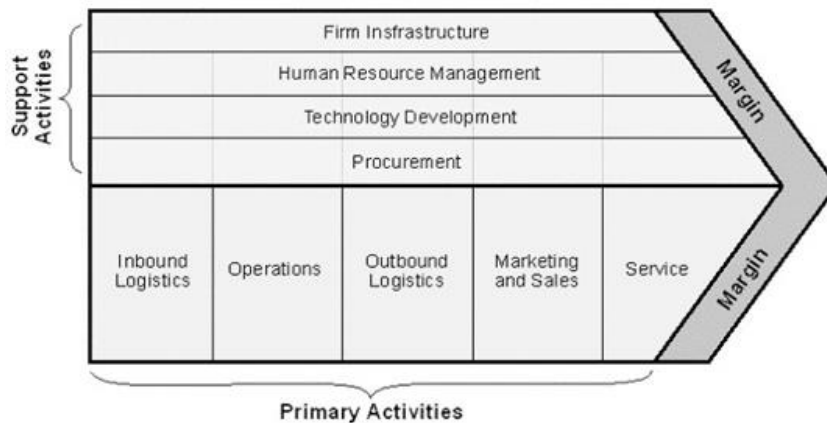 Firm Insfrastructure
Human Resource Management
Technology Development
Procurement
Support
Activities
Margin
Inbound
Logistics
Operations
Outbound
Logistics
Marketing
and Sales
Service
Margin
Primary Activities